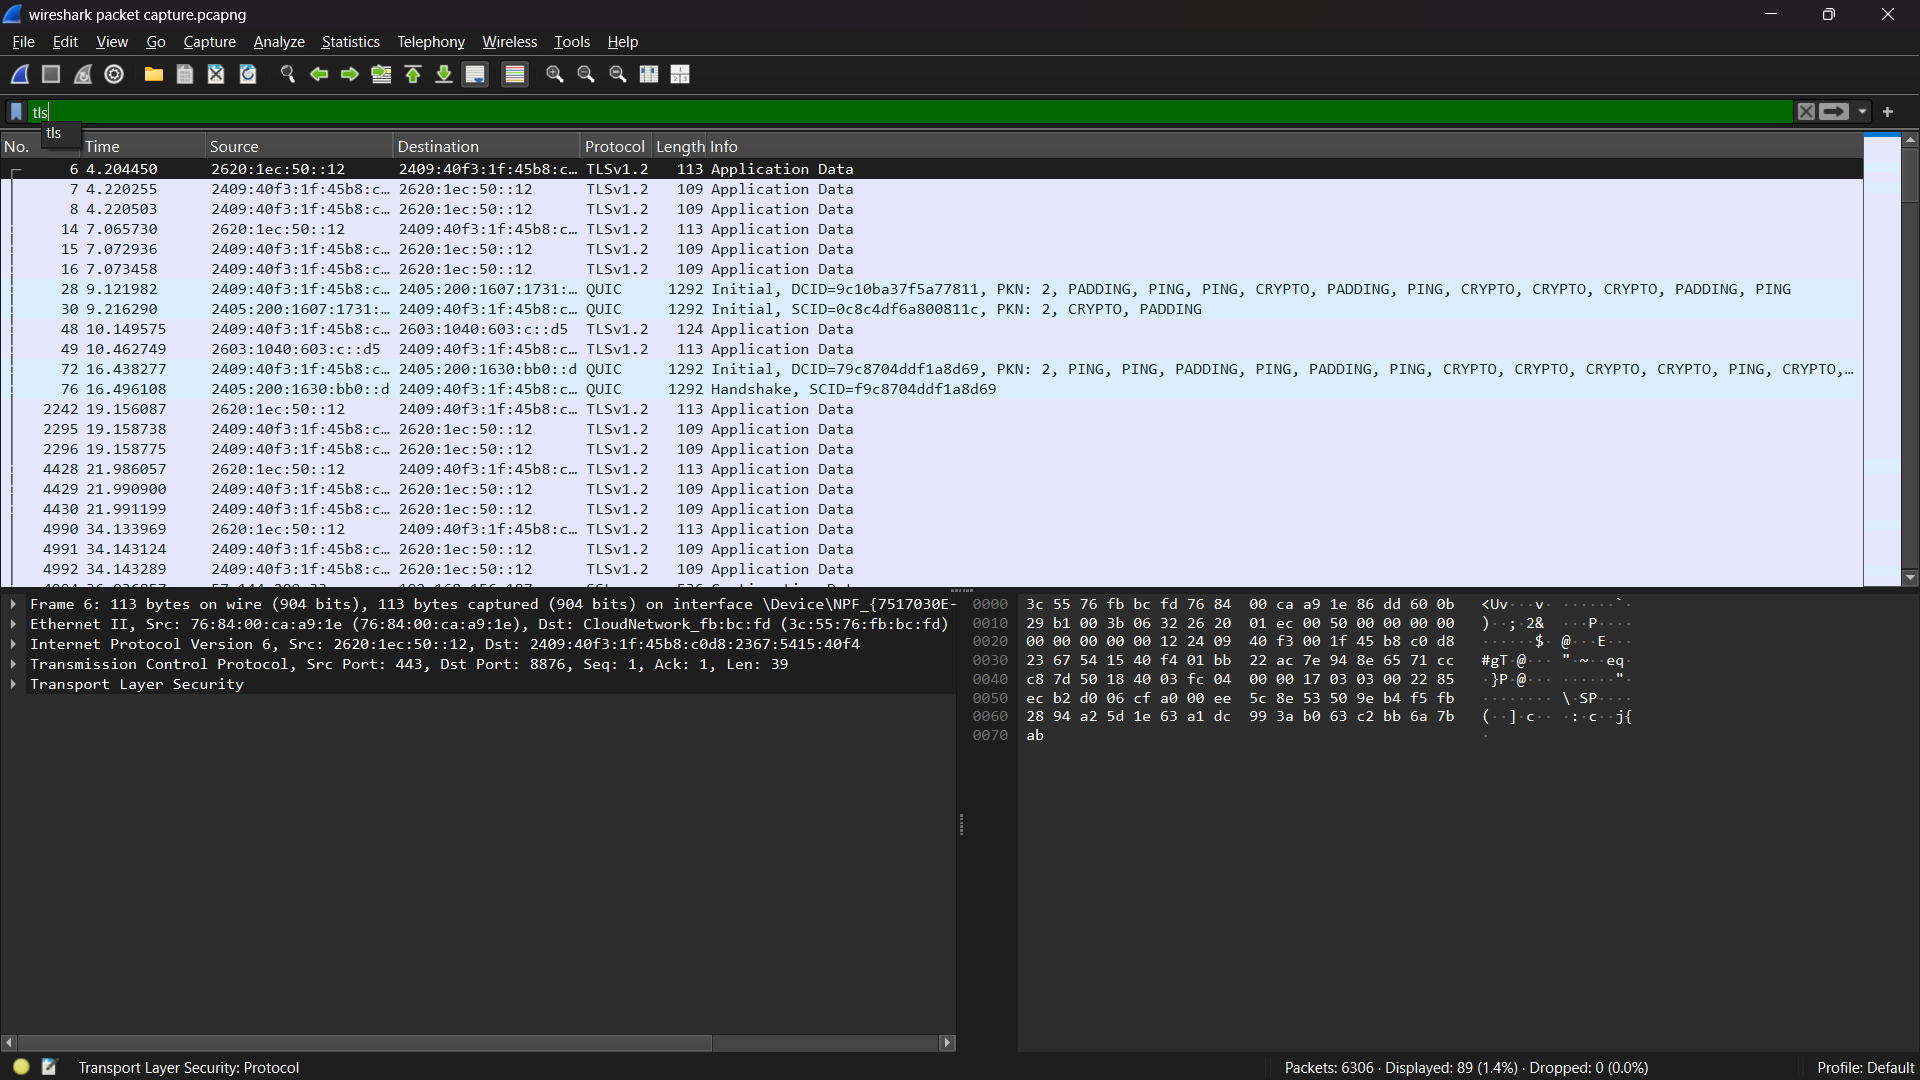 wireshark packet capture.pcapng
File Edit View Go Capture Analyze Statistics Telephony Wireless Tools Help
tls
tls
No. Time Source Destination Protocol Length Info
6 4.204450 2620:1ec:50::12 2409:40f3:1f:45b8:c… TLSv1.2 113 Application Data
7 4.220255 2409:40f3:1f:45b8:c… 2620:1ec:50::12 TLSv1.2 109 Application Data
8 4.220503 2409:40f3:1f:45b8:c… 2620:1ec:50::12 TLSv1.2 109 Application Data
14 7.065730 2620:1ec:50::12 2409:40f3:1f:45b8:c… TLSv1.2 113 Application Data
15 7.072936 2409:40f3:1f:45b8:c… 2620:1ec:50::12 TLSv1.2 109 Application Data
16 7.073458 2409:40f3:1f:45b8:c… 2620:1ec:50::12 TLSv1.2 109 Application Data
28 9.121982 2409:40f3:1f:45b8:c… 2405:200:1607:1731:… QUIC 1292 Initial, DCID=9c10ba37f5a77811, PKN: 2, PADDING, PING, PING, CRYPTO, PADDING, PING, CRYPTO, CRYPTO, CRYPTO, PADDING, PING
30 9.216290 2405:200:1607:1731:… 2409:40f3:1f:45b8:c… QUIC 1292 Initial, SCID=0c8c4df6a800811c, PKN: 2, CRYPTO, PADDING
48 10.149575 2409:40f3:1f:45b8:c… 2603:1040:603:c::d5 TLSv1.2 124 Application Data
49 10.462749 2603:1040:603:c::d5 2409:40f3:1f:45b8:c… TLSv1.2 113 Application Data
72 16.438277 2409:40f3:1f:45b8:c… 2405:200:1630:bb0::d QUIC 1292 Initial, DCID=79c8704ddf1a8d69, PKN: 2, PING, PING, PADDING, PING, PADDING, PING, CRYPTO, CRYPTO, CRYPTO, CRYPTO, PING, CRYPTO,…
76 16.496108 2405:200:1630:bb0::d 2409:40f3:1f:45b8:c… QUIC 1292 Handshake, SCID=f9c8704ddf1a8d69
2242 19.156087 2620:1ec:50::12 2409:40f3:1f:45b8:c… TLSv1.2 113 Application Data
2295 19.158738 2409:40f3:1f:45b8:c… 2620:1ec:50::12 TLSv1.2 109 Application Data
2296 19.158775 2409:40f3:1f:45b8:c… 2620:1ec:50::12 TLSv1.2 109 Application Data
4428 21.986057 2620:1ec:50::12 2409:40f3:1f:45b8:c… TLSv1.2 113 Application Data
4429 21.990900 2409:40f3:1f:45b8:c… 2620:1ec:50::12 TLSv1.2 109 Application Data
4430 21.991199 2409:40f3:1f:45b8:c… 2620:1ec:50::12 TLSv1.2 109 Application Data
4990 34.133969 2620:1ec:50::12 2409:40f3:1f:45b8:c… TLSv1.2 113 Application Data
4991 34.143124 2409:40f3:1f:45b8:c… 2620:1ec:50::12 TLSv1.2 109 Application Data
4992 34.143289 2409:40f3:1f:45b8:c… 2620:1ec:50::12 TLSv1.2 109 Application Data
Frame 6: 113 bytes on wire (904 bits), 113 bytes captured (904 bits) on interface \Device\NPF_{7517030E-
Ethernet II, Src: 76:84:00:ca:a9:1e (76:84:00:ca:a9:1e), Dst: CloudNetwork_fb:bc:fd (3c:55:76:fb:bc:fd)
Internet Protocol Version 6, Src: 2620:1ec:50::12, Dst: 2409:40f3:1f:45b8:c0d8:2367:5415:40f4
Transmission Control Protocol, Src Port: 443, Dst Port: 8876, Seq: 1, Ack: 1, Len: 39
Transport Layer Security
0000 3c 55 76 fb bc fd 76 84 00 ca a9 1e 86 dd 60 0b <Uv···v· ······`·
0010 29 b1 00 3b 06 32 26 20 01 ec 00 50 00 00 00 00 )··;·2& ···P····
0020 00 00 00 00 00 12 24 09 40 f3 00 1f 45 b8 c0 d8 ······$· @···E···
0030 23 67 54 15 40 f4 01 bb 22 ac 7e 94 8e 65 71 cc #gT·@··· "·~··eq·
0040 c8 7d 50 18 40 03 fc 04 00 00 17 03 03 00 22 85 ·}P·@··· ······"·
0050 ec b2 d0 06 cf a0 00 ee 5c 8e 53 50 9e b4 f5 fb ········ \·SP····
0060 28 94 a2 5d 1e 63 a1 dc 99 3a b0 63 c2 bb 6a 7b (··]·c·· ·:·c··j{
0070 ab ·
Transport Layer Security: Protocol
Packets: 6306 · Displayed: 89 (1.4%) · Dropped: 0 (0.0%)
Profile: Default